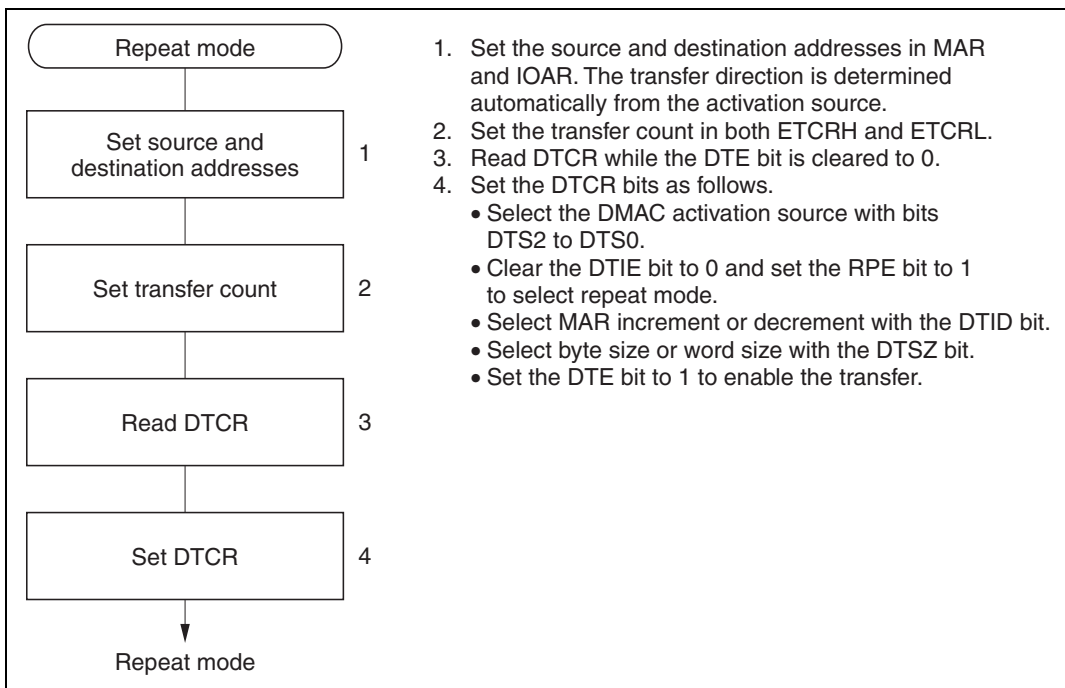 Repeat mode
Set source and
destination addresses
1
Set transfer count
2
Read DTCR
3
Set DTCR
4
Repeat mode
1. Set the source and destination addresses in MAR
and IOAR. The transfer direction is determined
automatically from the activation source.
2. Set the transfer count in both ETCRH and ETCRL.
3. Read DTCR while the DTE bit is cleared to 0.
4. Set the DTCR bits as follows.
• Select the DMAC activation source with bits
DTS2 to DTS0.
• Clear the DTIE bit to 0 and set the RPE bit to 1
to select repeat mode.
• Select MAR increment or decrement with the DTID bit.
• Select byte size or word size with the DTSZ bit.
• Set the DTE bit to 1 to enable the transfer.